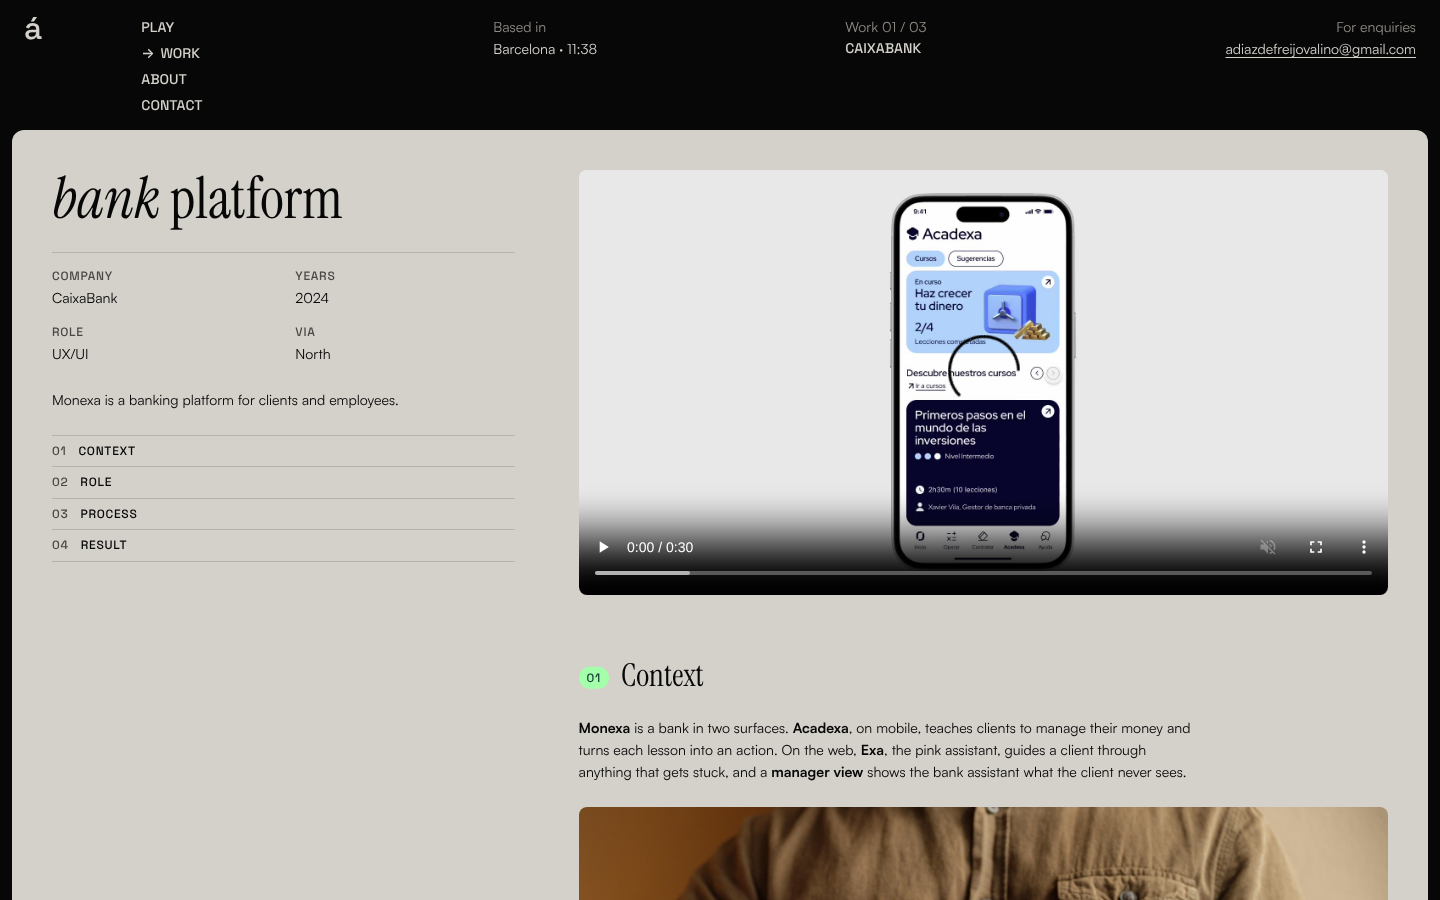 á
PLAY
→ WORK
ABOUT
CONTACT
Based in
Barcelona • 11:38
Work 01 / 03
CAIXABANK
For enquiries
adiazdefreijovalino@gmail.com
bank platform
COMPANY
CaixaBank
YEARS
2024
ROLE
UX/UI
VIA
North
Monexa is a banking platform for clients and employees.
01 CONTEXT
02 ROLE
03 PROCESS
04 RESULT
9:41
Acadexa
Cursos
Sugerencias
En curso
Haz crecer
tu dinero
2/4
Lecciones completadas
Descubre nuestros cursos
Ir a cursos
Primeros pasos en el
mundo de las
inversiones
Nivel Intermedio
2h30m (10 lecciones)
Xavier Vila, Gestor de banca privada
Inicio
Operar
Contratar
Acadexa
Ayuda
0:00 / 0:30
01 Context
Monexa is a bank in two surfaces. Acadexa, on mobile, teaches clients to manage their money and
turns each lesson into an action. On the web, Exa, the pink assistant, guides a client through
anything that gets stuck, and a manager view shows the bank assistant what the client never sees.